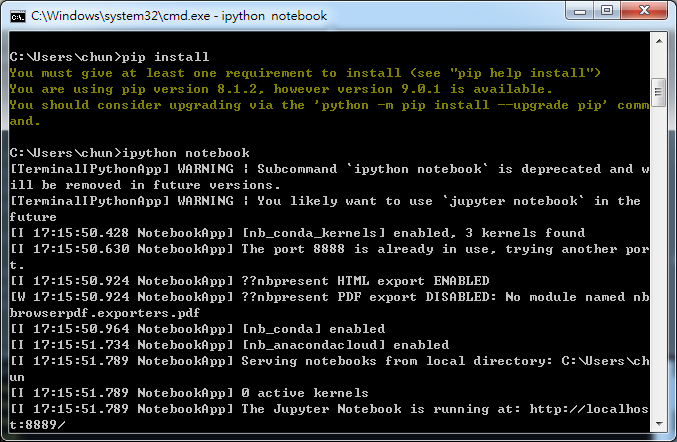 C:\Windows\system32\cmd.exe - ipython  notebook
C:\Users\chun>pip install
You must give at least one requirement to install (see "pip help install")
You are using pip version 8.1.2, however version 9.0.1 is available.
You should consider upgrading via the 'python -m pip install --upgrade pip' comm
and.
C:\Users\chun>ipython notebook
[TerminalIPythonApp] WARNING ¦ Subcommand `ipython notebook` is deprecated and w
ill be removed in future versions.
[TerminalIPythonApp] WARNING ¦ You likely want to use `jupyter notebook` in the
future
[I 17:15:50.428 NotebookApp] [nb_conda_kernels] enabled, 3 kernels found
[I 17:15:50.630 NotebookApp] The port 8888 is already in use, trying another por
t.
[I 17:15:50.924 NotebookApp] ??nbpresent HTML export ENABLED
[W 17:15:50.924 NotebookApp] ??nbpresent PDF export DISABLED: No module named nb
browserpdf.exporters.pdf
[I 17:15:50.964 NotebookApp] [nb_conda] enabled
[I 17:15:51.734 NotebookApp] [nb_anacondacloud] enabled
[I 17:15:51.789 NotebookApp] Serving notebooks from local directory: C:\Users\ch
un
[I 17:15:51.789 NotebookApp] 0 active kernels
[I 17:15:51.789 NotebookApp] The Jupyter Notebook is running at: http://localhos
t:8889/